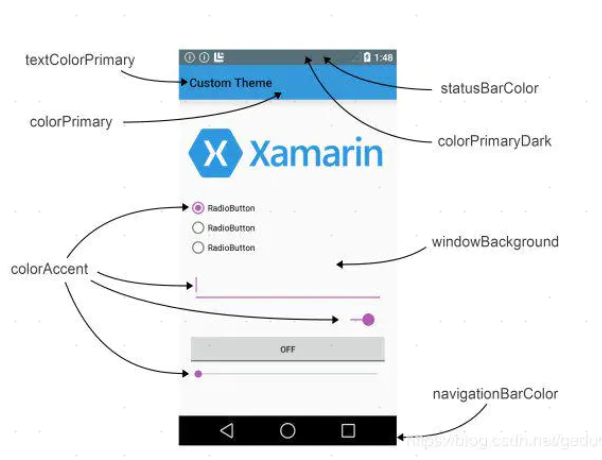 textColorPrimary
1:48
Custom Theme
statusBarColor
colorPrimary
colorPrimaryDark
Xamarin
RadioButton
RadioButton
RadioButton
windowBackground
colorAccent
OFF
navigationBarColor
https://blog.csdn.net/gedu